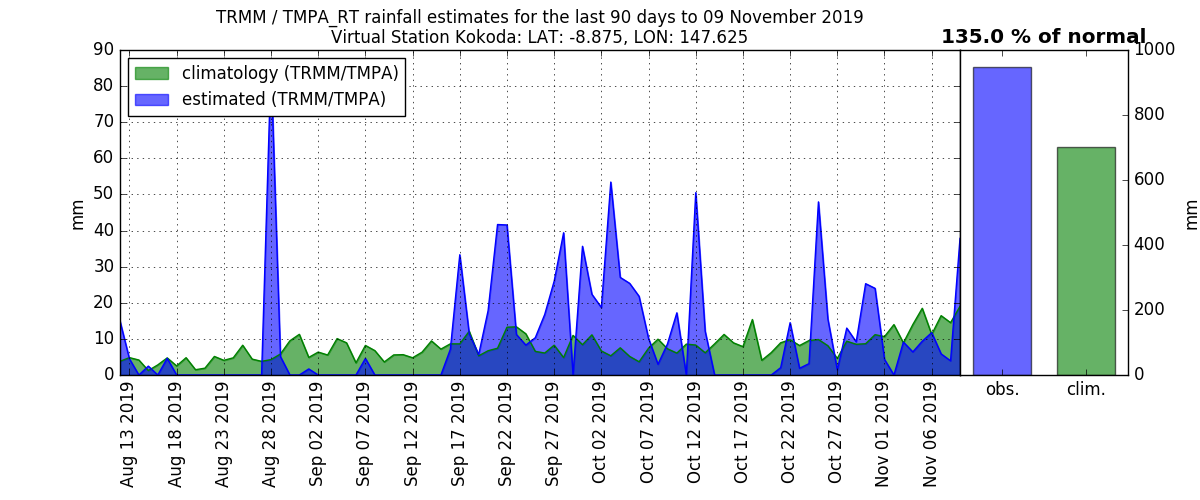 TRMM / TMPA_RT rainfall estimates for the last 90 days to 09 November 2019
Virtual Station Kokoda: LAT: -8.875, LON: 147.625
135.0 % of normal
climatology (TRMM/TMPA)
estimated (TRMM/TMPA)
mm
90
80
70
60
50
40
30
20
10
0
Aug 13 2019
Aug 18 2019
Aug 23 2019
Aug 28 2019
Sep 02 2019
Sep 07 2019
Sep 12 2019
Sep 17 2019
Sep 22 2019
Sep 27 2019
Oct 02 2019
Oct 07 2019
Oct 12 2019
Oct 17 2019
Oct 22 2019
Oct 27 2019
Nov 01 2019
Nov 06 2019
obs.
clim.
1000
800
600
400
200
0
mm